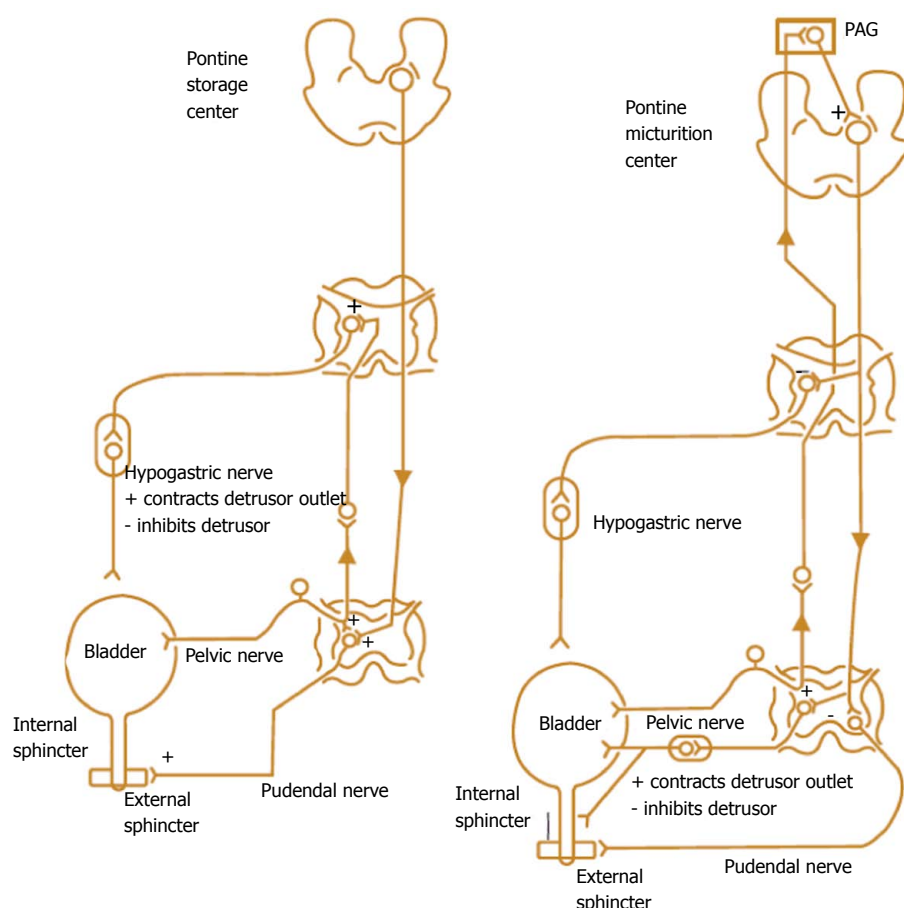 Pontine
storage
center
+
Hypogastric nerve
+ contracts detrusor outlet
- inhibits detrusor
+
+
Bladder
Pelvic nerve
Internal
sphincter
+
External
sphincter
Pudendal nerve
PAG
+
Pontine
micturition
center
-
Hypogastric nerve
+
-
Bladder
Pelvic nerve
+ contracts detrusor outlet
- inhibits detrusor
Internal
sphincter
External
sphincter
Pudendal nerve